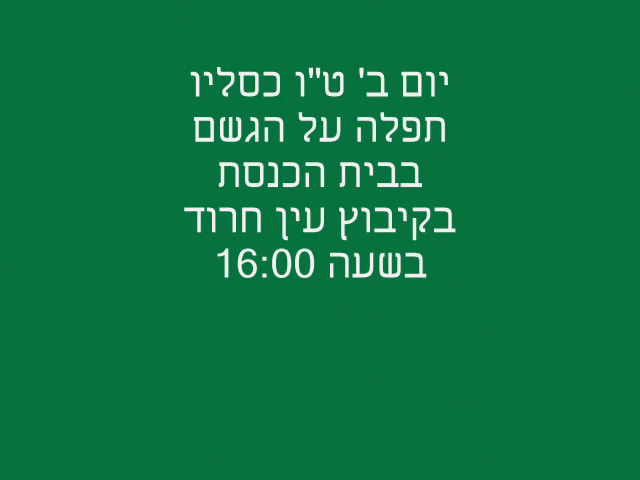 יום ב' ט"ו כסליו
תפלה על הגשם
בבית הכנסת
בקיבוץ עין חרוד
בשעה 16:00